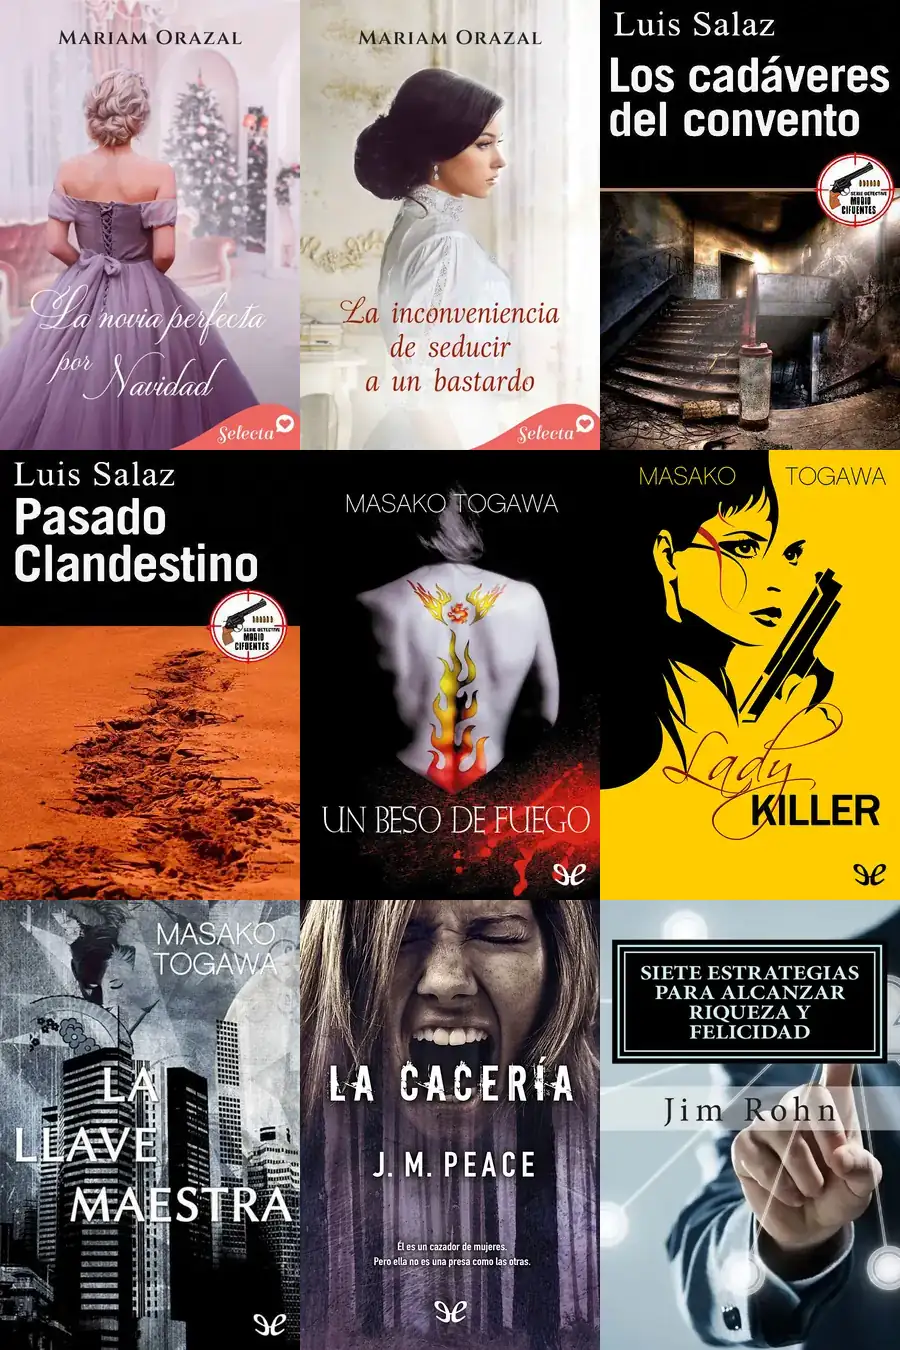 MARIAM ORAZAL
La novia perfecta
por Navidad
Selecta
MARIAM ORAZAL
La inconveniencia
de seducir
a un bastardo
Selecta
Luis Salaz
Los cadáveres
del convento
SERIE DETECTIVE
MARIO
CIFUENTES
Luis Salaz
Pasado
Clandestino
SERIE DETECTIVE
MARIO
CIFUENTES
MASAKO TOGAWA
UN BESO DE FUEGO
MASAKO TOGAWA
Lady
KILLER
MASAKO
TOGAWA
LA
LLAVE
MAESTRA
LA CACERÍA
J. M. PEACE
Él es un cazador de mujeres.
Pero ella no es una presa como las otras.
SIETE ESTRATEGIAS
PARA ALCANZAR
RIQUEZA Y
FELICIDAD
Jim Rohn